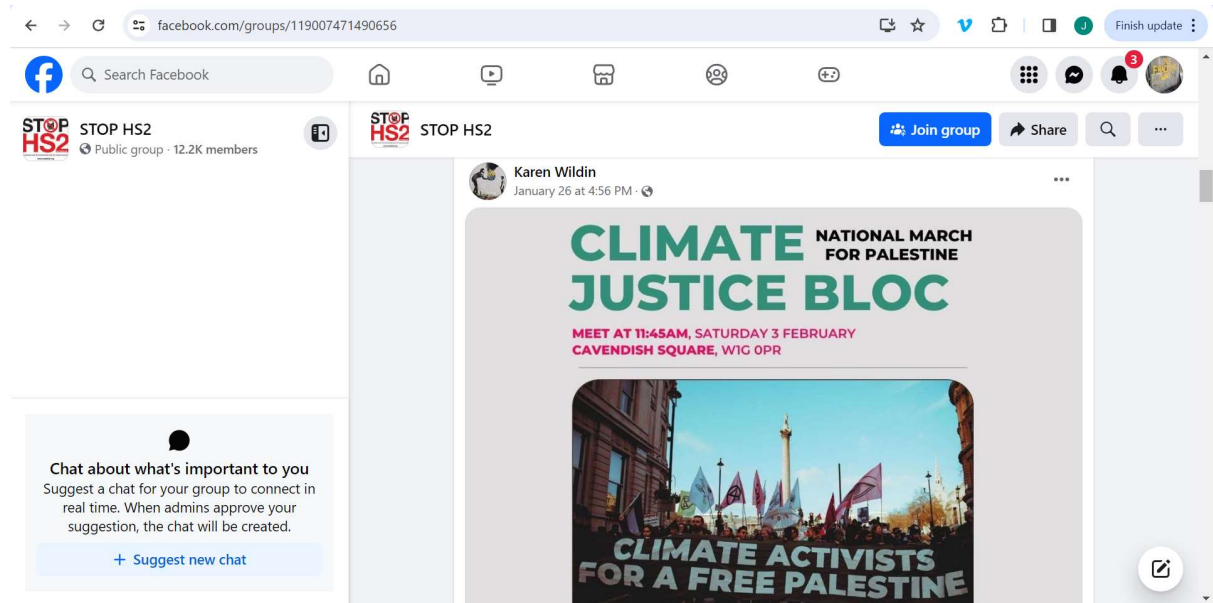 facebook.com/groups/119007471490656
Finish update
Search Facebook
3
STOP HS2
STOP HS2
Public group · 12.2K members
STOP HS2
STOP HS2
Join group
Share
Karen Wildin
January 26 at 4:56 PM ·
CLIMATE
JUSTICE BLOC
NATIONAL MARCH
FOR PALESTINE
MEET AT 11:45AM, SATURDAY 3 FEBRUARY
CAVENDISH SQUARE, W1G 0PR
CLIMATE ACTIVISTS
FOR A FREE PALESTINE
Chat about what's important to you
Suggest a chat for your group to connect in
real time. When admins approve your
suggestion, the chat will be created.
+ Suggest new chat